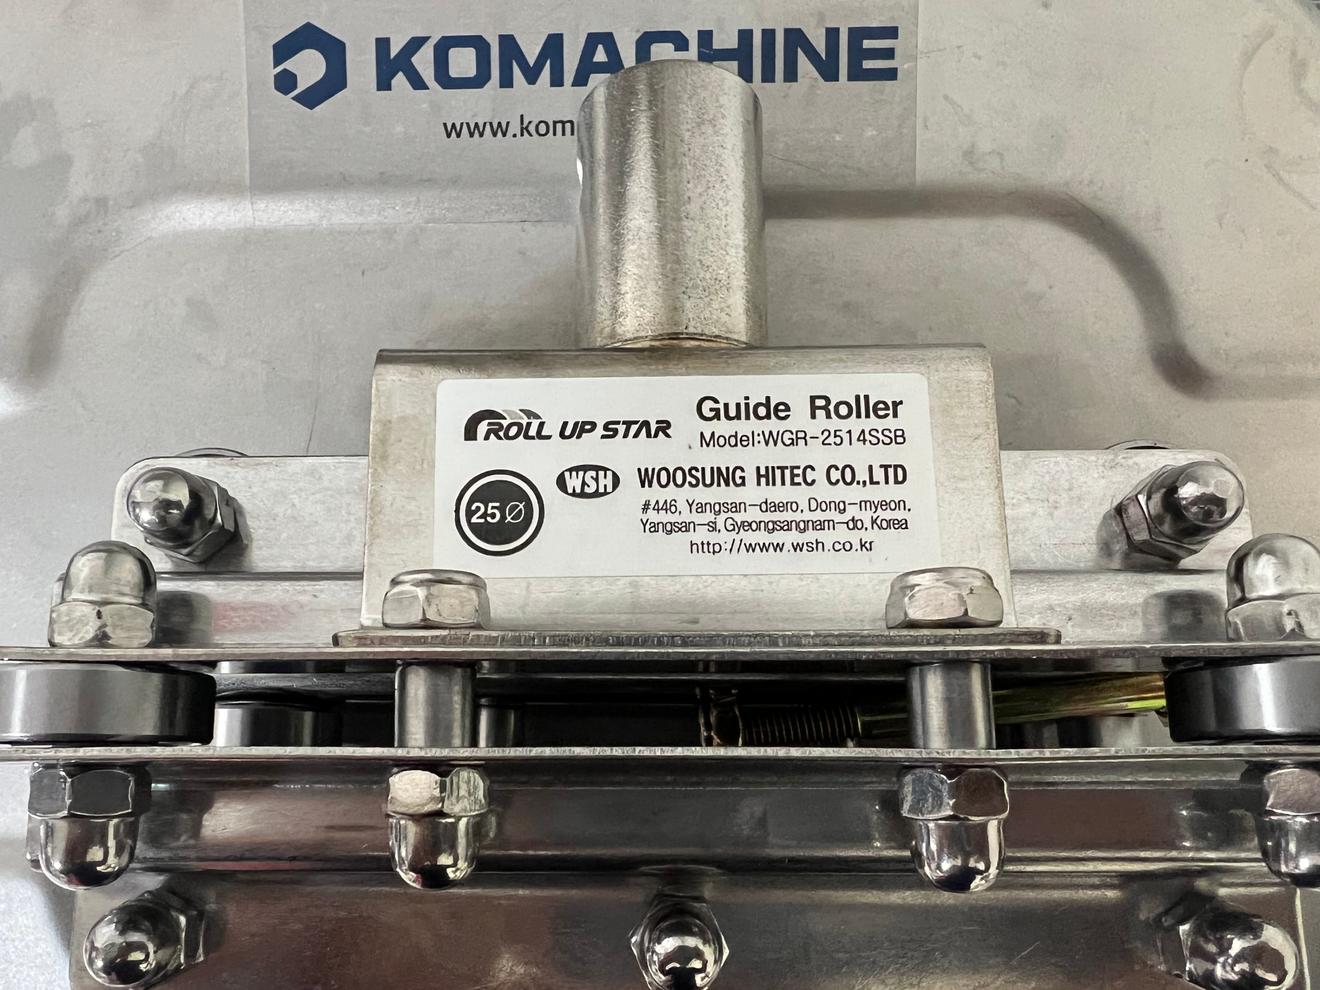 KOMACHINE
www.kom
ROLL UP STAR
Guide Roller
Model:WGR-2514SSB
25Ø
WSH
WOOSUNG HITEC CO.,LTD
#446, Yangsan-daero, Dong-myeon,
Yangsan-si, Gyeongsangnam-do, Korea
http://www.wsh.co.kr